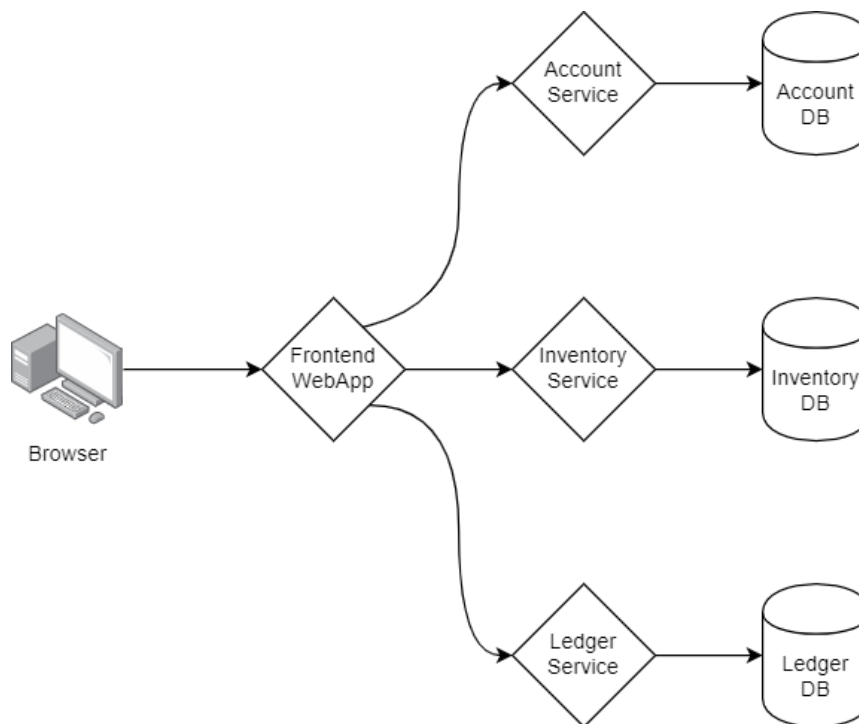 Account
Service
Account
DB
Browser
Frontend
WebApp
Inventory
Service
Inventory
DB
Ledger
Service
Ledger
DB